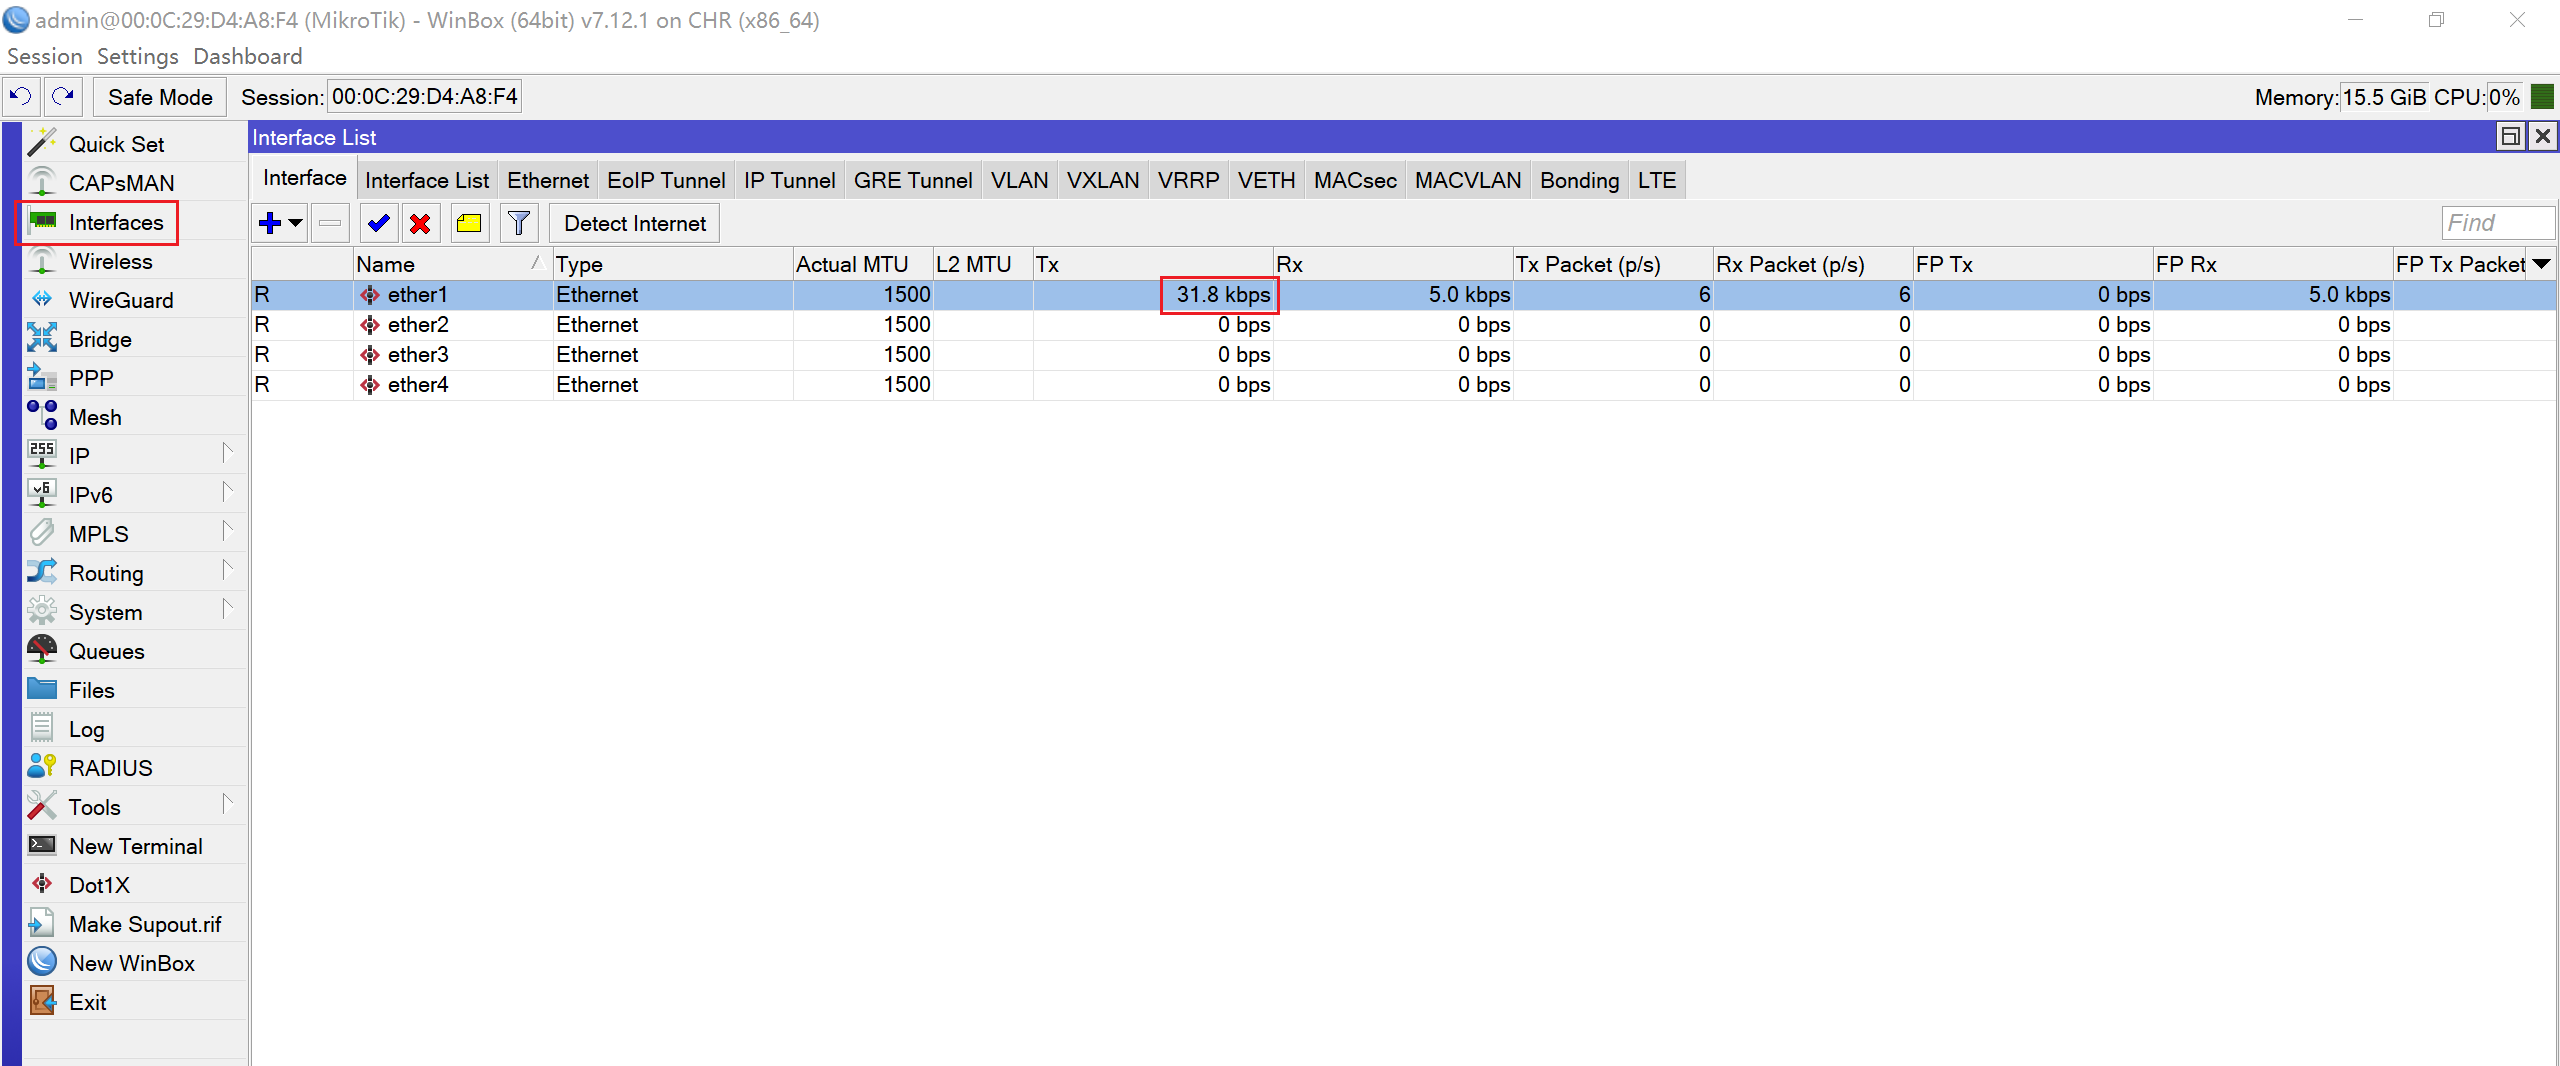 admin@00:0C:29:D4:A8:F4 (MikroTik) - WinBox (64bit) v7.12.1 on CHR (x86_64)
Session Settings Dashboard
Safe Mode Session: 00:0C:29:D4:A8:F4 Memory: 15.5 GiB CPU: 0%
Quick Set
CAPsMAN
Interfaces
Wireless
WireGuard
Bridge
PPP
Mesh
255 IP
v6 IPv6
MPLS
Routing
System
Queues
Files
Log
RADIUS
Tools
New Terminal
Dot1X
Make Supout.rif
New WinBox
Exit
Interface List
Interface Interface List Ethernet EoIP Tunnel IP Tunnel GRE Tunnel VLAN VXLAN VRRP VETH MACsec MACVLAN Bonding LTE
Detect Internet Find
Name Type Actual MTU L2 MTU Tx Rx Tx Packet (p/s) Rx Packet (p/s) FP Tx FP Rx FP Tx Packet
R ether1 Ethernet 1500 31.8 kbps 5.0 kbps 6 6 0 bps 5.0 kbps
R ether2 Ethernet 1500 0 bps 0 bps 0 0 0 bps 0 bps
R ether3 Ethernet 1500 0 bps 0 bps 0 0 0 bps 0 bps
R ether4 Ethernet 1500 0 bps 0 bps 0 0 0 bps 0 bps